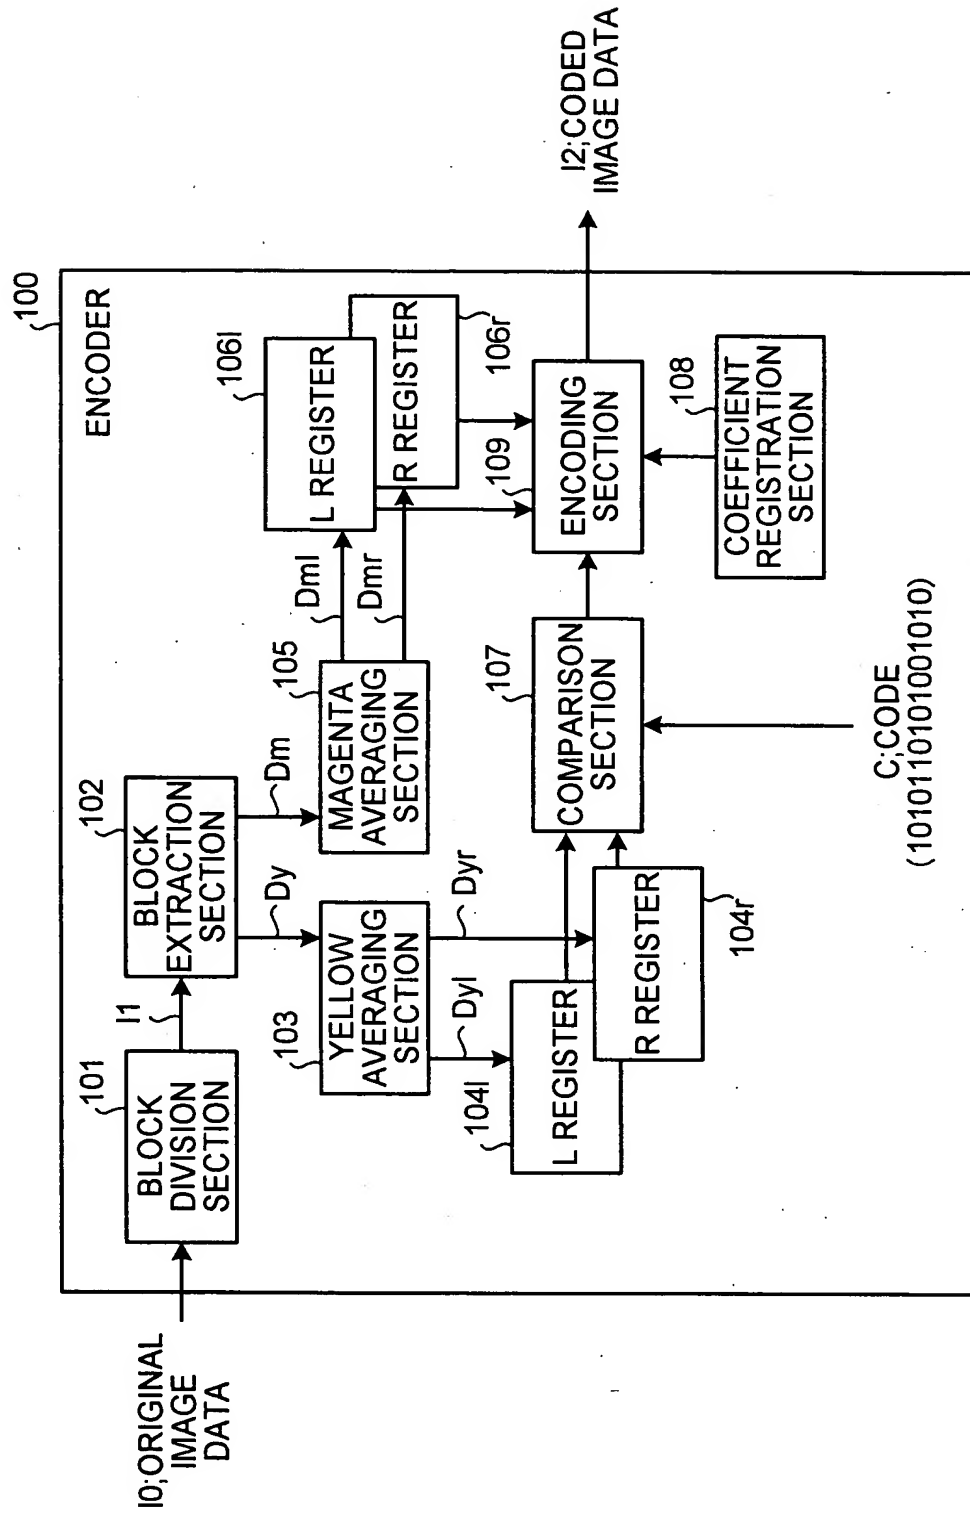 100
ENCODER
I0;ORIGINAL
IMAGE
DATA
101
BLOCK
DIVISION
SECTION
I1
102
BLOCK
EXTRACTION
SECTION
Dy
Dm
103
YELLOW
AVERAGING
SECTION
105
MAGENTA
AVERAGING
SECTION
Dml
Dmr
106l
L REGISTER
R REGISTER
106r
Dyl
Dyr
104l
L REGISTER
R REGISTER
104r
107
COMPARISON
SECTION
109
ENCODING
SECTION
I2;CODED
IMAGE DATA
108
COEFFICIENT
REGISTRATION
SECTION
C;CODE
(1010110101001010)